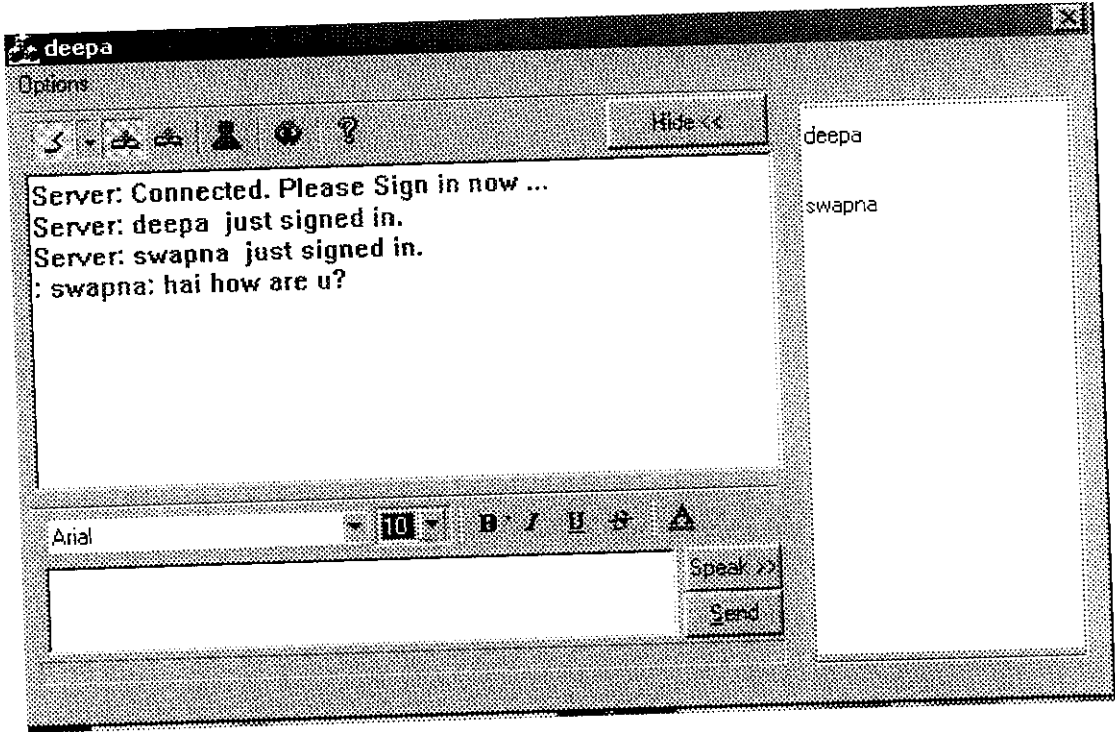 deepa
Options
Hide <<
Server: Connected. Please Sign in now ...
Server: deepa just signed in.
Server: swapna just signed in.
: swapna: hai how are u?
deepa
swapna
Arial
10
B I U
Speak >>
Send